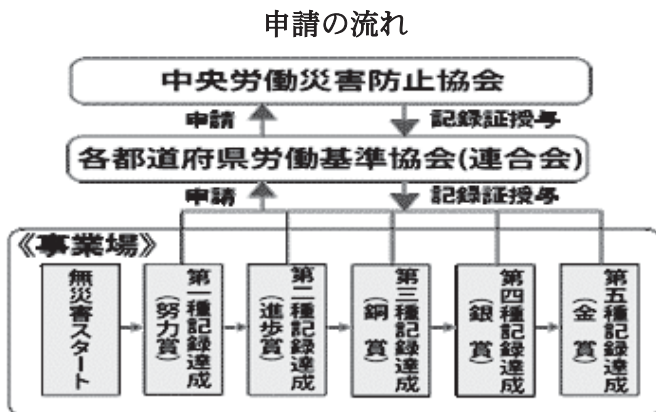 申請の流れ
中央労働災害防止協会
申請
記録証授与
各都道府県労働基準協会(連合会)
申請
記録証授与
《事業場》
無災害スタート
第一種記録達成
(努力賞)
第二種記録達成
(進歩賞)
第三種記録達成
(銅 賞)
第四種記録達成
(銀 賞)
第五種記録達成
(金 賞)